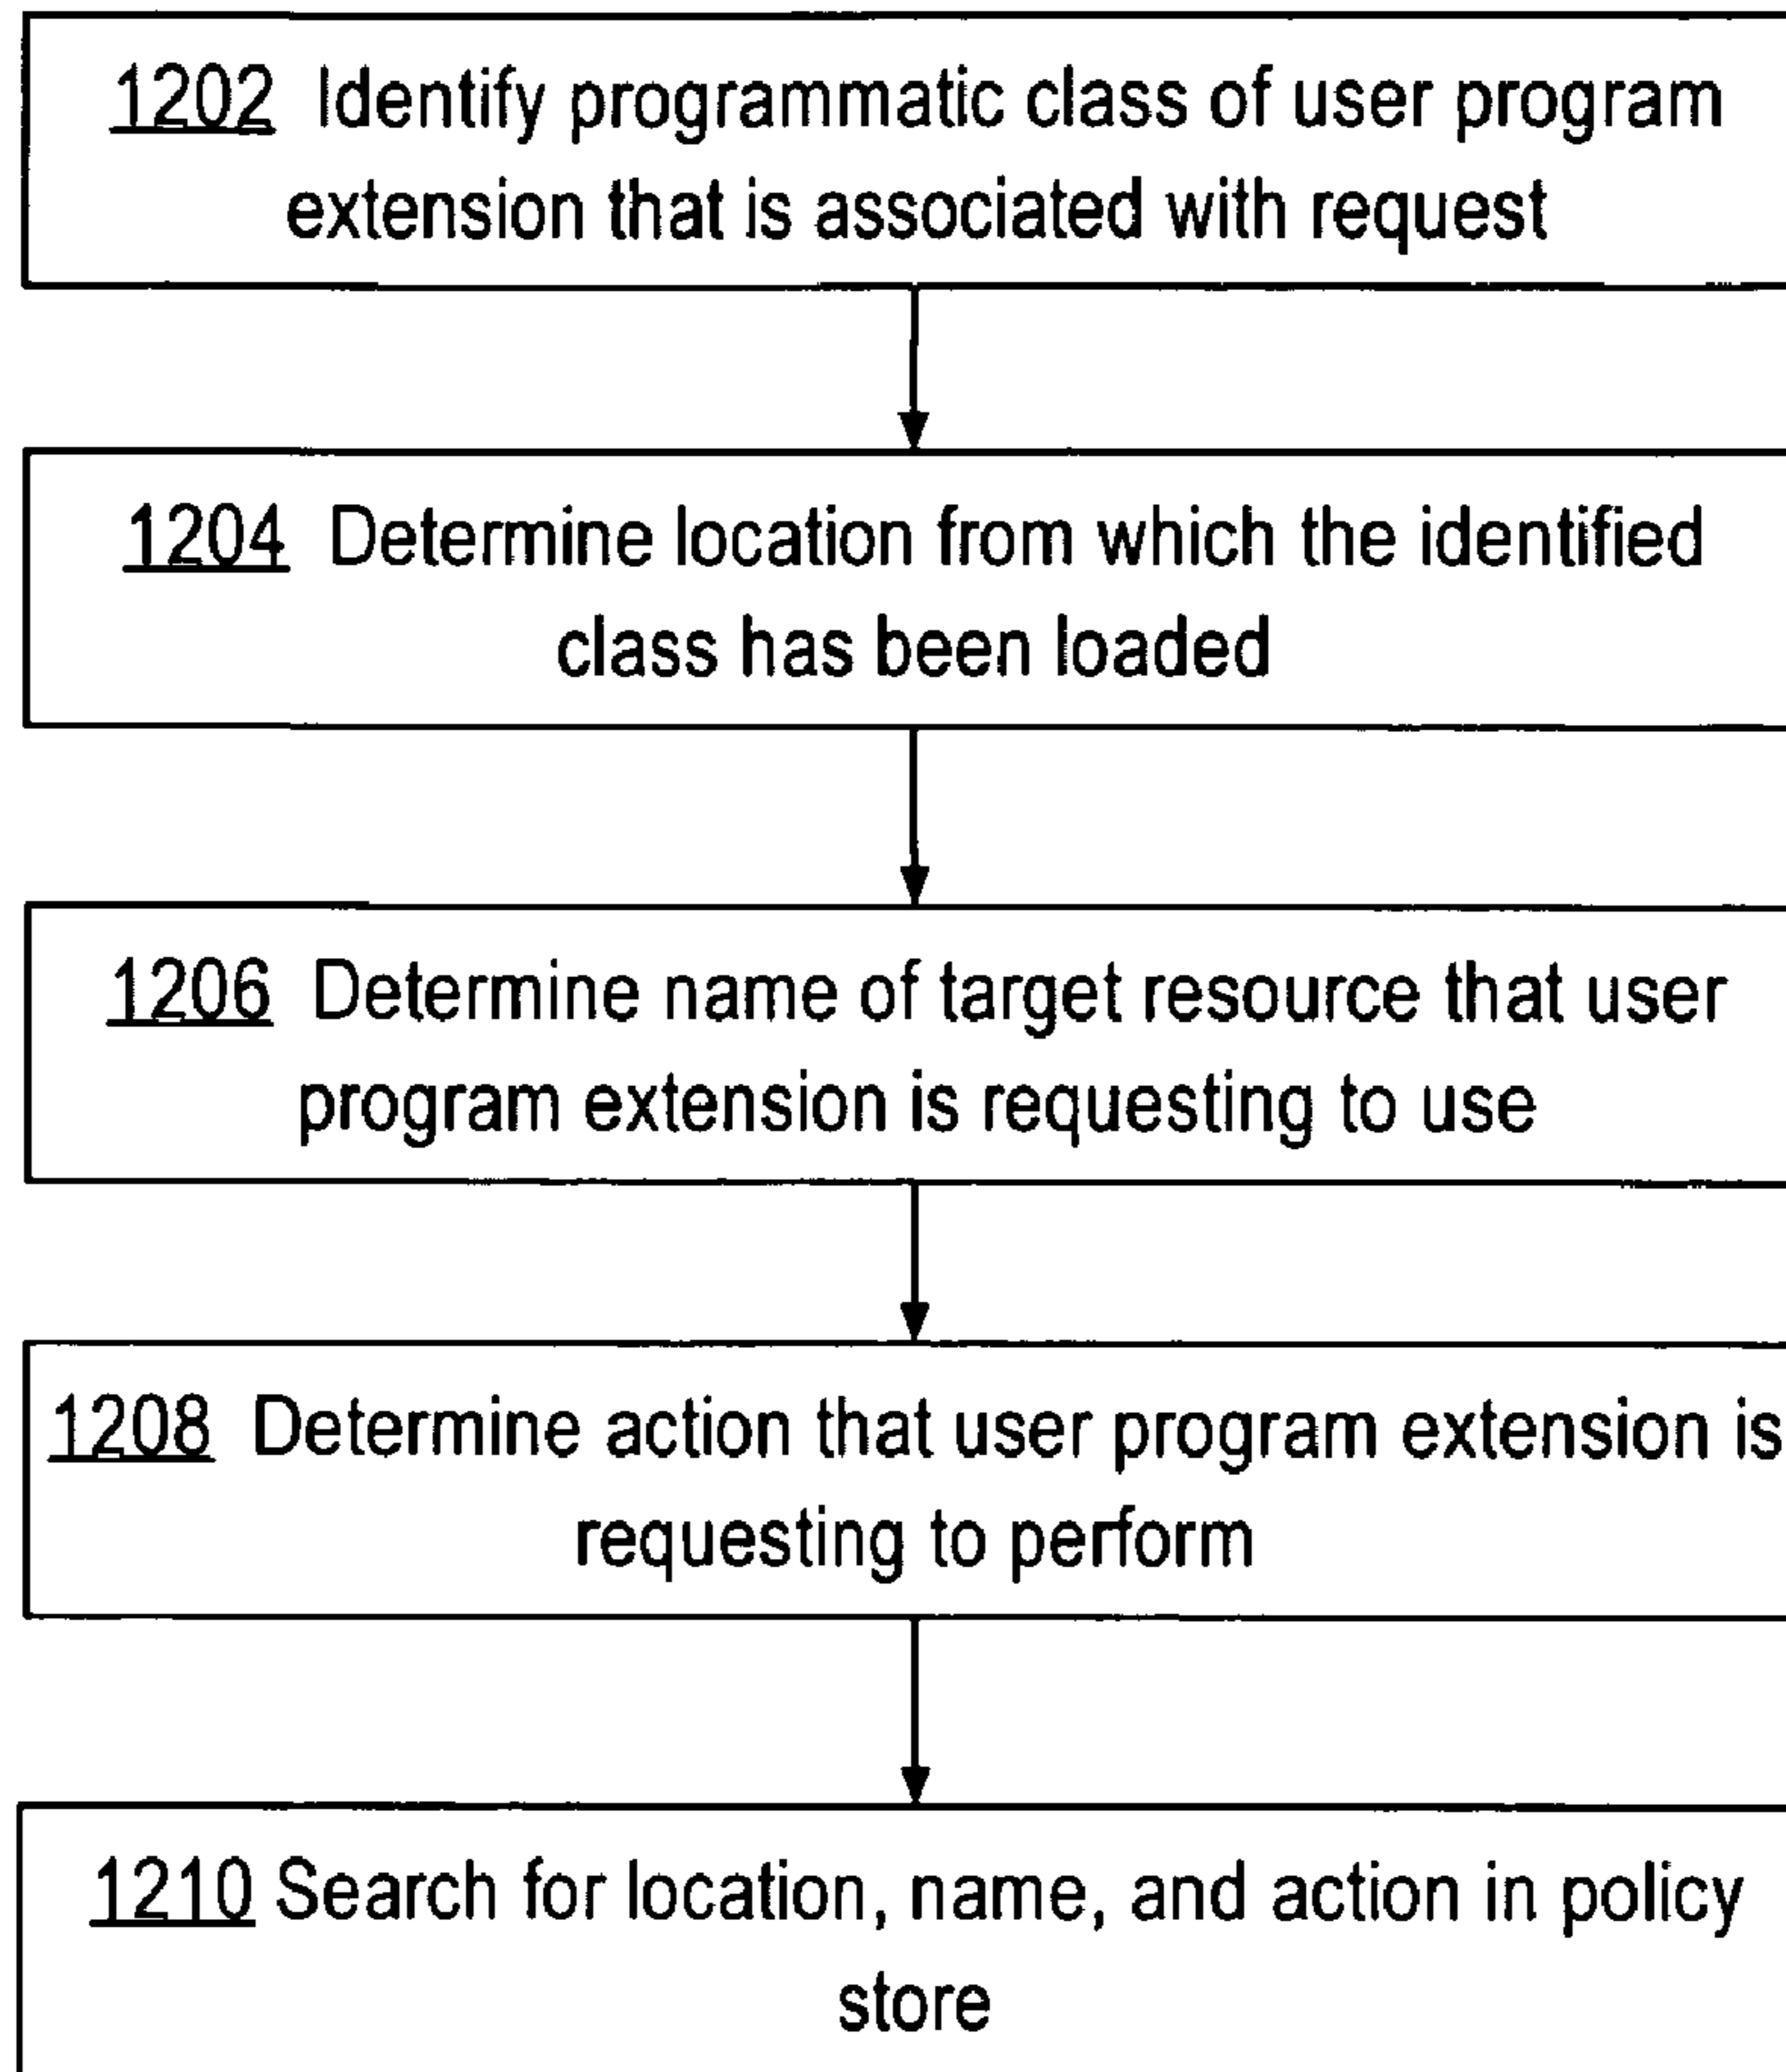 1202 Identify programmatic class of user program
extension that is associated with request
1204 Determine location from which the identified
class has been loaded
1206 Determine name of target resource that user
program extension is requesting to use
1208 Determine action that user program extension is
requesting to perform
1210 Search for location, name, and action in policy
store